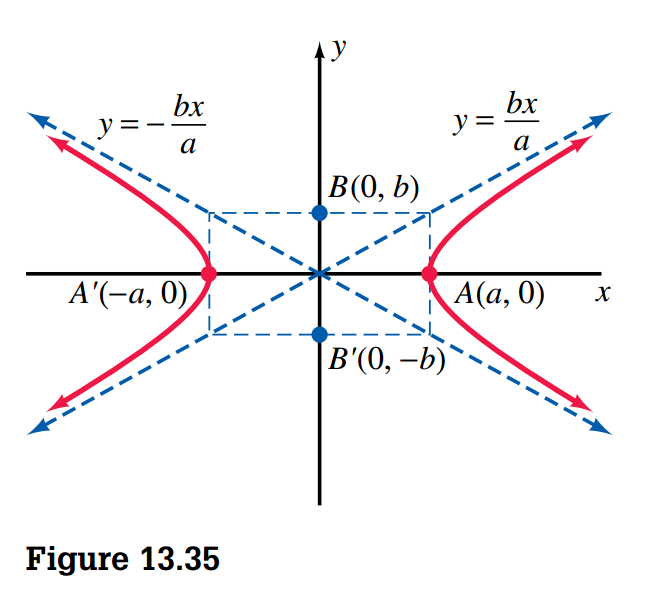 y
y = − bx/a
y = bx/a
B(0, b)
A′(−a, 0)
A(a, 0)
x
B′(0, −b)
Figure 13.35